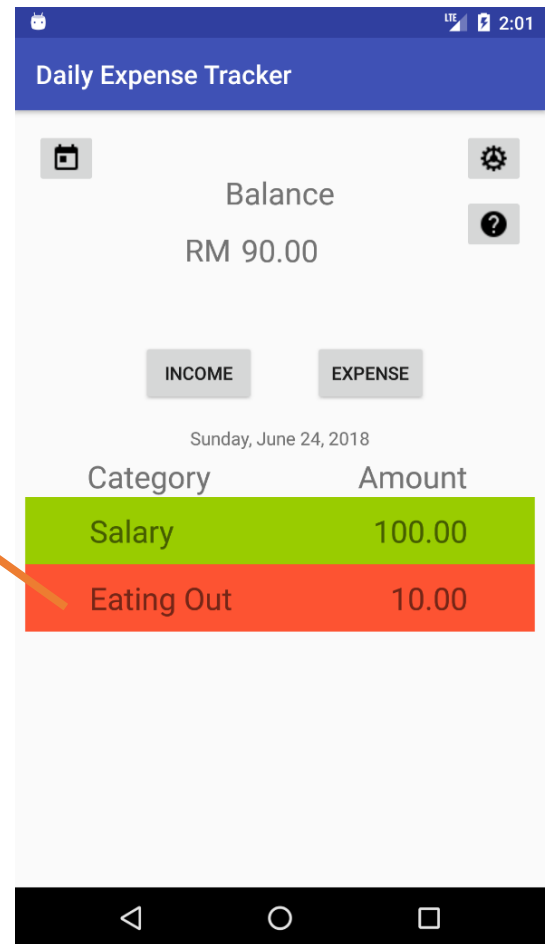 LTE 2:01
Daily Expense Tracker
Balance
RM 90.00
INCOME EXPENSE
Sunday, June 24, 2018
Category Amount
Salary 100.00
Eating Out 10.00